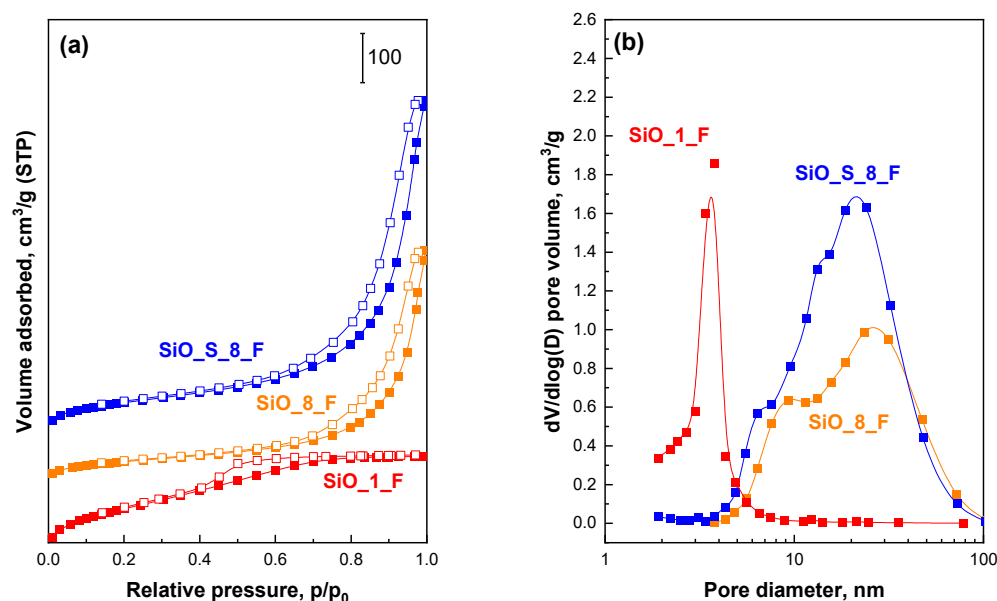 (a)
100
SiO_S_8_F
SiO_8_F
SiO_1_F
Volume adsorbed, cm³/g (STP)
0.0 0.2 0.4 0.6 0.8 1.0
Relative pressure, p/p₀
(b)
2.6
2.4
2.2
2.0
1.8
1.6
1.4
1.2
1.0
0.8
0.6
0.4
0.2
0.0
SiO_1_F
SiO_S_8_F
SiO_8_F
dV/dlog(D) pore volume, cm³/g
1 10 100
Pore diameter, nm